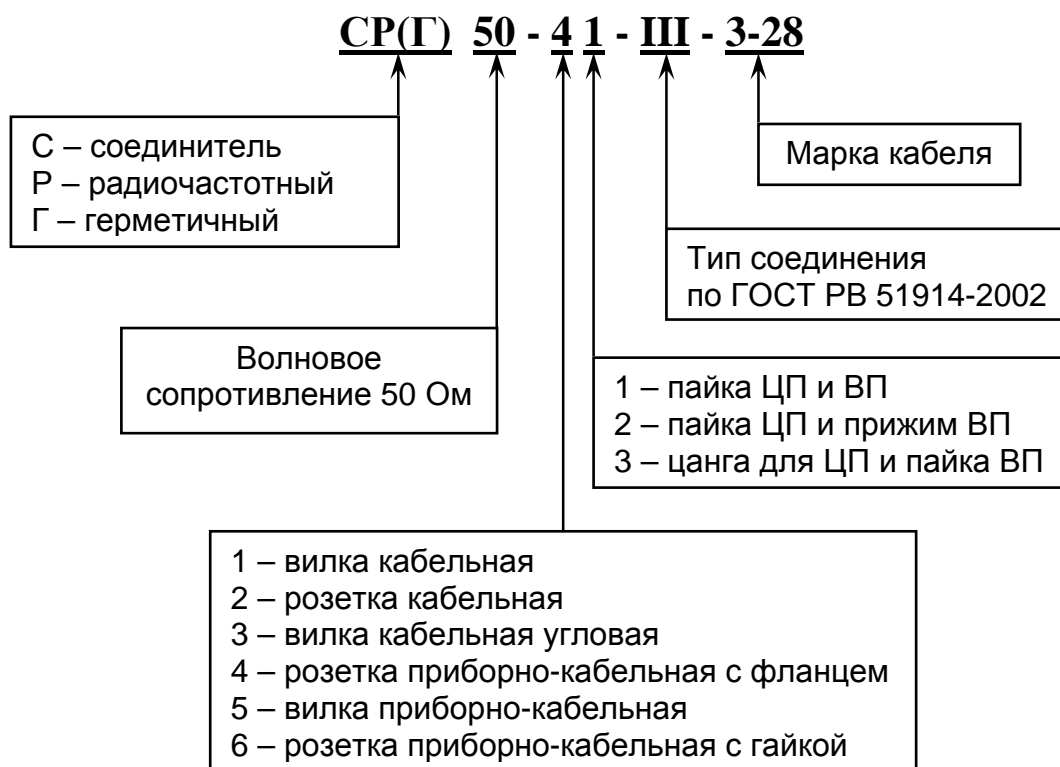 СР(Г) 50 - 4 1 - III - 3-28
С – соединитель
Р – радиочастотный
Г – герметичный
Марка кабеля
Тип соединения
по ГОСТ РВ 51914-2002
Волновое
сопротивление 50 Ом
1 – пайка ЦП и ВП
2 – пайка ЦП и прижим ВП
3 – цанга для ЦП и пайка ВП
1 – вилка кабельная
2 – розетка кабельная
3 – вилка кабельная угловая
4 – розетка приборно-кабельная с фланцем
5 – вилка приборно-кабельная
6 – розетка приборно-кабельная с гайкой